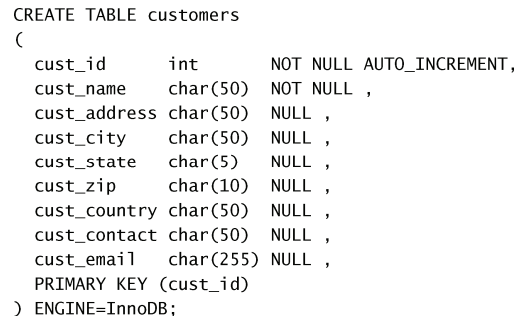 CREATE TABLE customers
(
  cust_id      int       NOT NULL AUTO_INCREMENT,
  cust_name    char(50)  NOT NULL ,
  cust_address char(50)  NULL ,
  cust_city    char(50)  NULL ,
  cust_state   char(5)   NULL ,
  cust_zip     char(10)  NULL ,
  cust_country char(50)  NULL ,
  cust_contact char(50)  NULL ,
  cust_email   char(255) NULL ,
  PRIMARY KEY (cust_id)
) ENGINE=InnoDB;